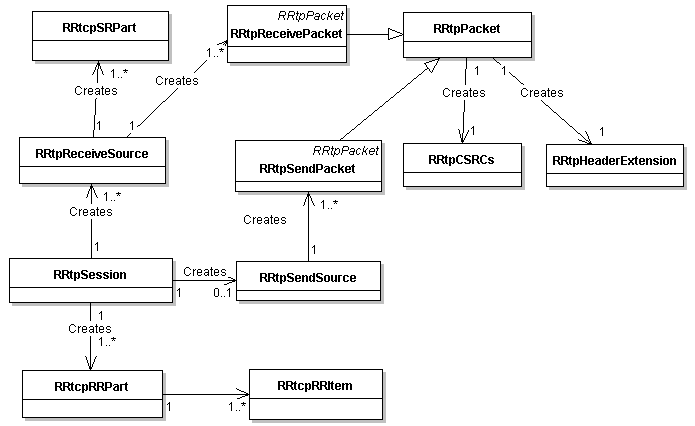 RRtpPacket
RRtcpSRPart
RRtpReceivePacket
RRtpPacket
1..*
1..*
1
1
Creates
Creates
Creates
Creates
1
1
1
1
RRtpPacket
RRtpReceiveSource
RRtpSendPacket
RRtpCSRCs
RRtpHeaderExtension
1..*
1..*
Creates
Creates
1
1
RRtpSession
Creates
RRtpSendSource
1
0..1
1
Creates
1..*
RRtcpRRPart
RRtcpRRItem
1
1..*